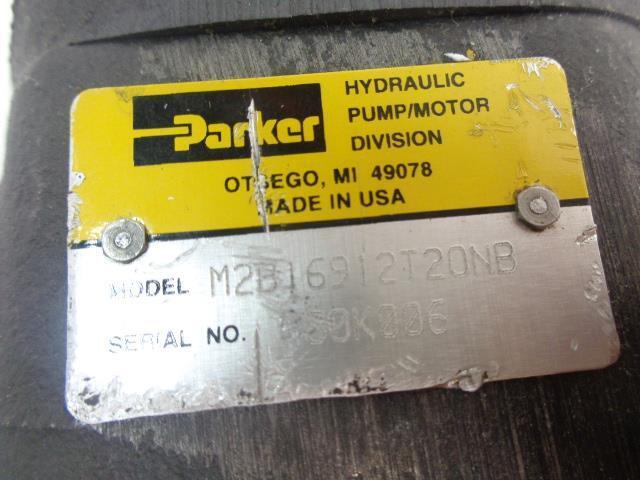 Parker
HYDRAULIC
PUMP/MOTOR
DIVISION
OTSEGO, MI 49078
MADE IN USA
MODEL M2B16912T20NB
SERIAL NO.